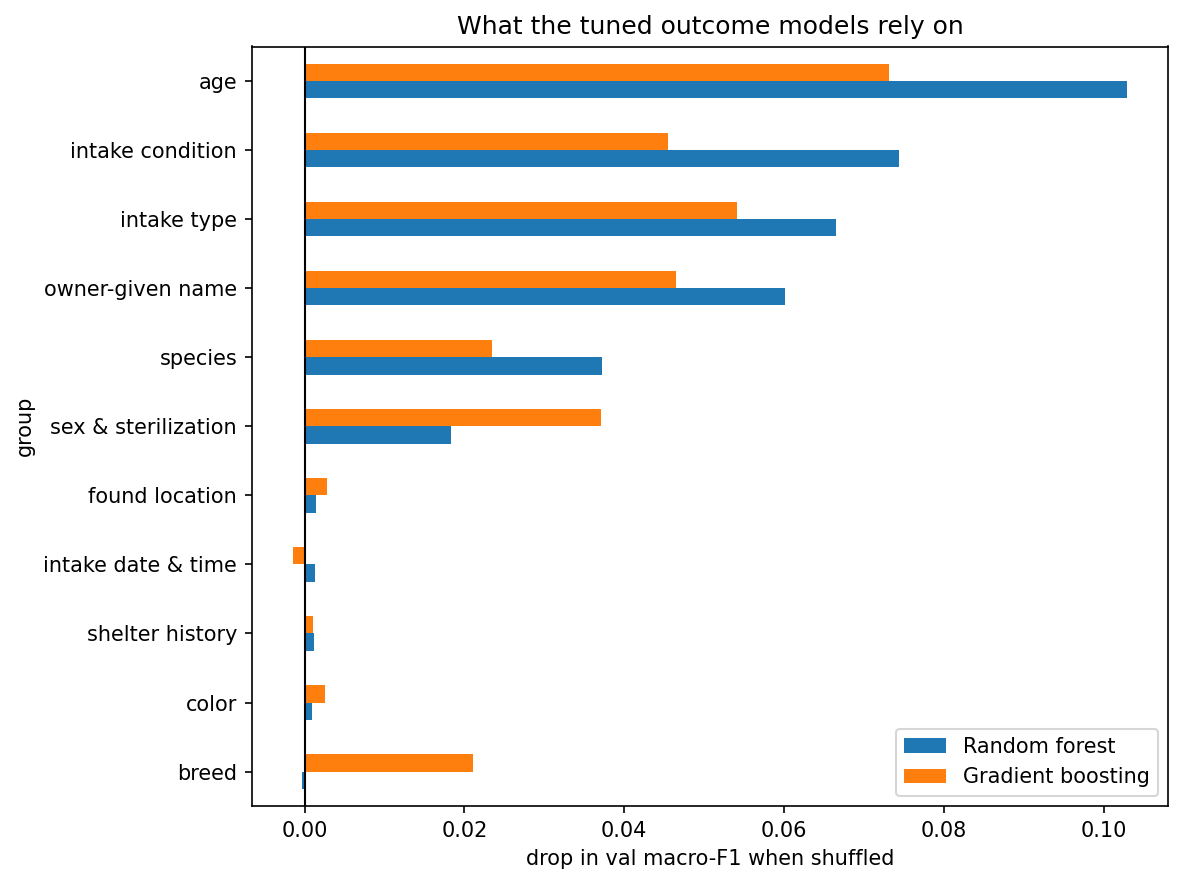 What the tuned outcome models rely on
age
intake condition
intake type
owner-given name
species
sex & sterilization
found location
intake date & time
shelter history
color
breed
group
Random forest
Gradient boosting
0.00 0.02 0.04 0.06 0.08 0.10
drop in val macro-F1 when shuffled